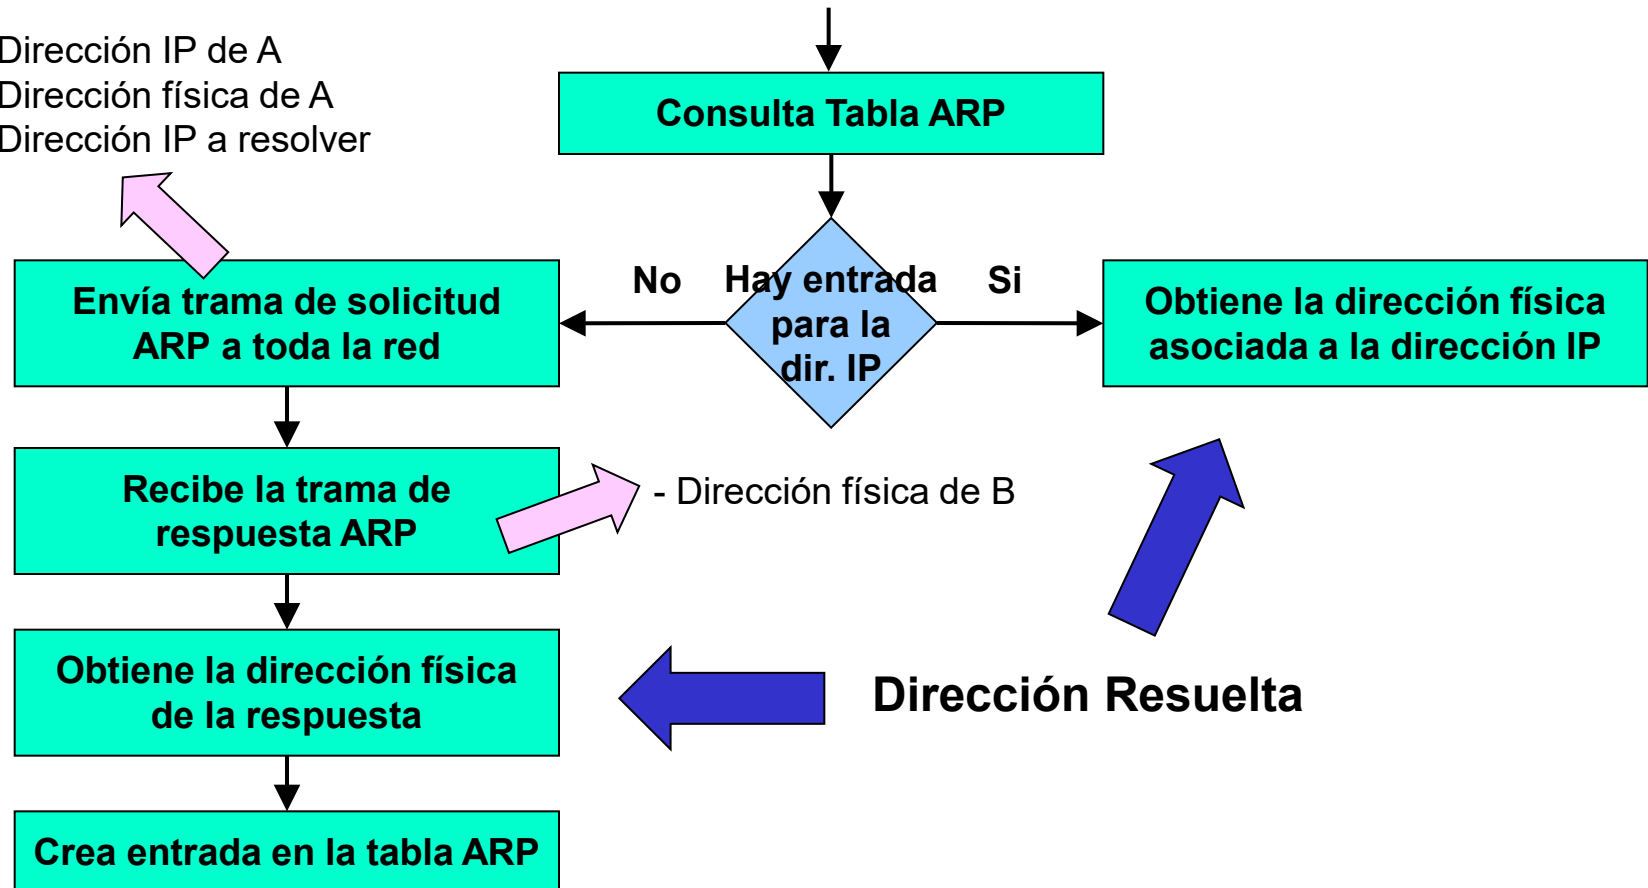 Dirección IP de A
Dirección física de A
Dirección IP a resolver
Consulta Tabla ARP
No
Hay entrada
para la
dir. IP
Si
Envía trama de solicitud
ARP a toda la red
Obtiene la dirección física
asociada a la dirección IP
Recibe la trama de
respuesta ARP
- Dirección física de B
Obtiene la dirección física
de la respuesta
Dirección Resuelta
Crea entrada en la tabla ARP